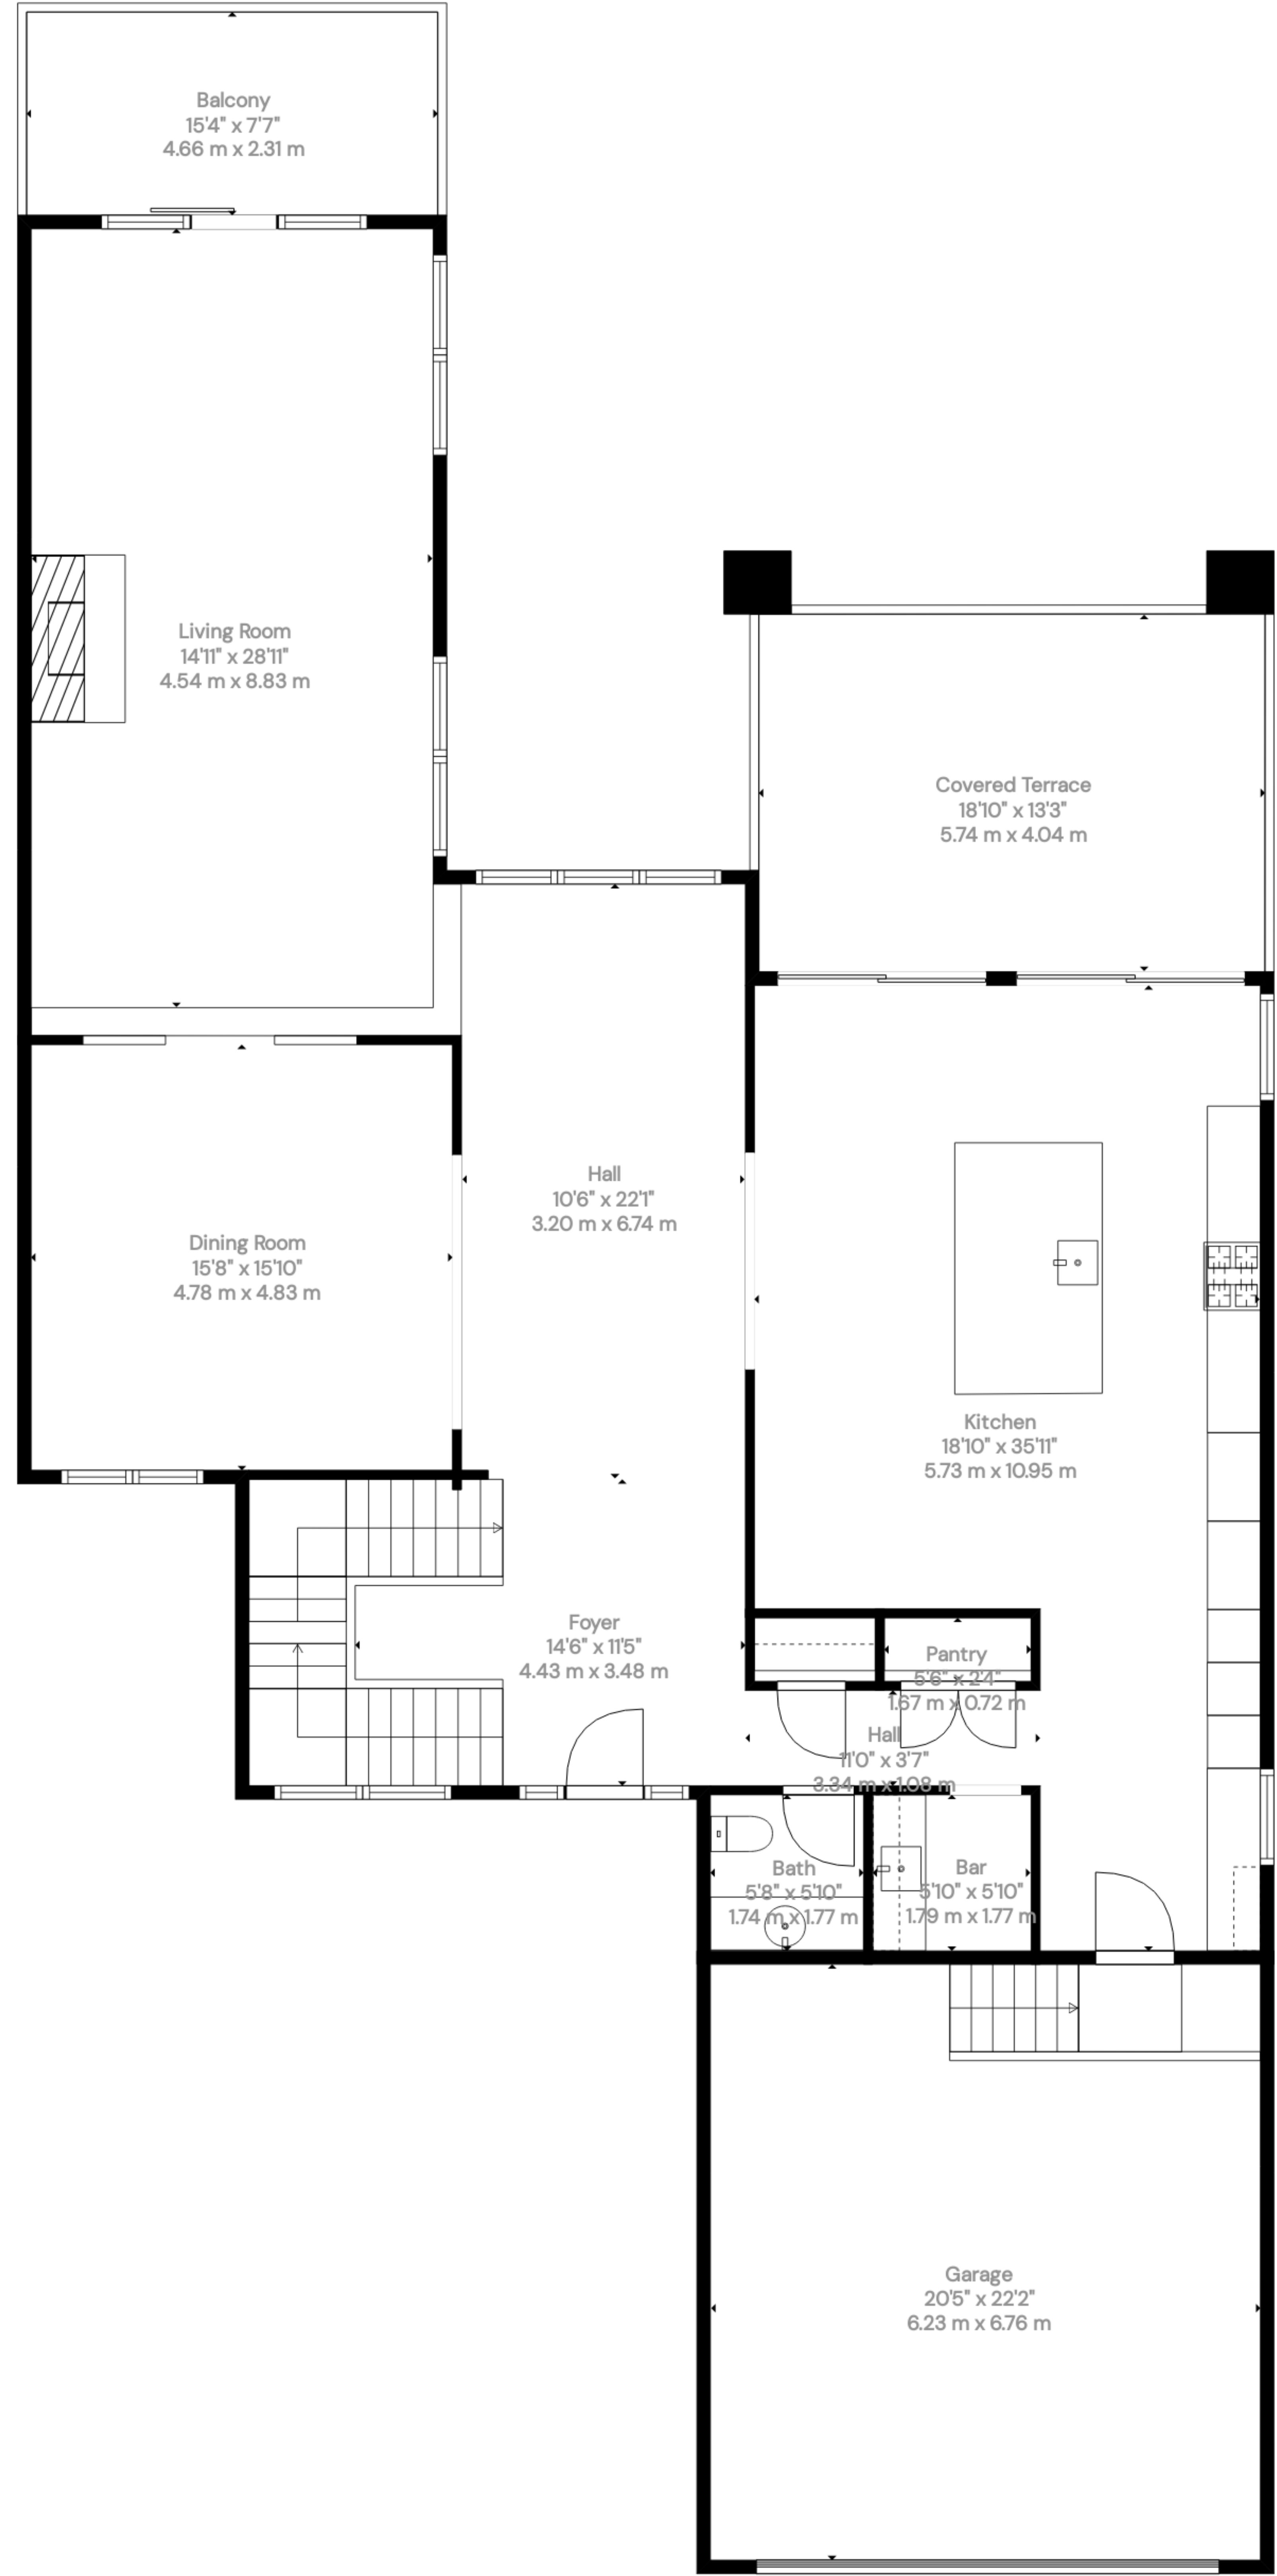 Balcony
15'4" x 7'7"
4.66 m x 2.31 m
Living Room
14'11" x 28'11"
4.54 m x 8.83 m
Covered Terrace
18'10" x 13'3"
5.74 m x 4.04 m
Hall
10'6" x 22'1"
3.20 m x 6.74 m
Dining Room
15'8" x 15'10"
4.78 m x 4.83 m
Kitchen
18'10" x 35'11"
5.73 m x 10.95 m
Foyer
14'6" x 11'5"
4.43 m x 3.48 m
Pantry
5'6" x 2'4"
1.67 m x 0.72 m
Hall
11'0" x 3'7"
3.34 m x 1.08 m
Bath
5'8" x 5'10"
1.74 m x 1.77 m
Bar
5'10" x 5'10"
1.79 m x 1.77 m
Garage
20'5" x 22'2"
6.23 m x 6.76 m